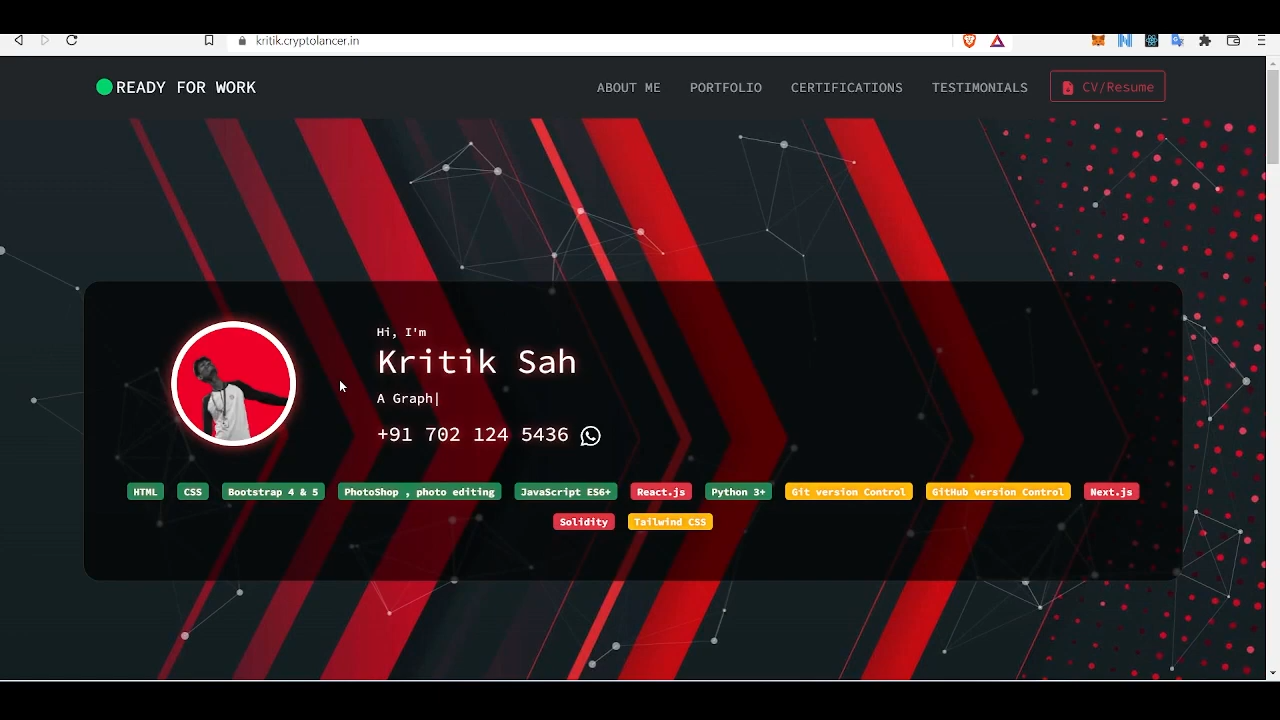 kritik.cryptolancer.in
READY FOR WORK
ABOUT ME
PORTFOLIO
CERTIFICATIONS
TESTIMONIALS
CV/Resume
Hi, I'm
Kritik Sah
A Graph|
+91 702 124 5436
HTML
CSS
Bootstrap 4 & 5
PhotoShop , photo editing
JavaScript ES6+
React.js
Python 3+
Git version Control
GitHub version Control
Next.js
Solidity
Tailwind CSS